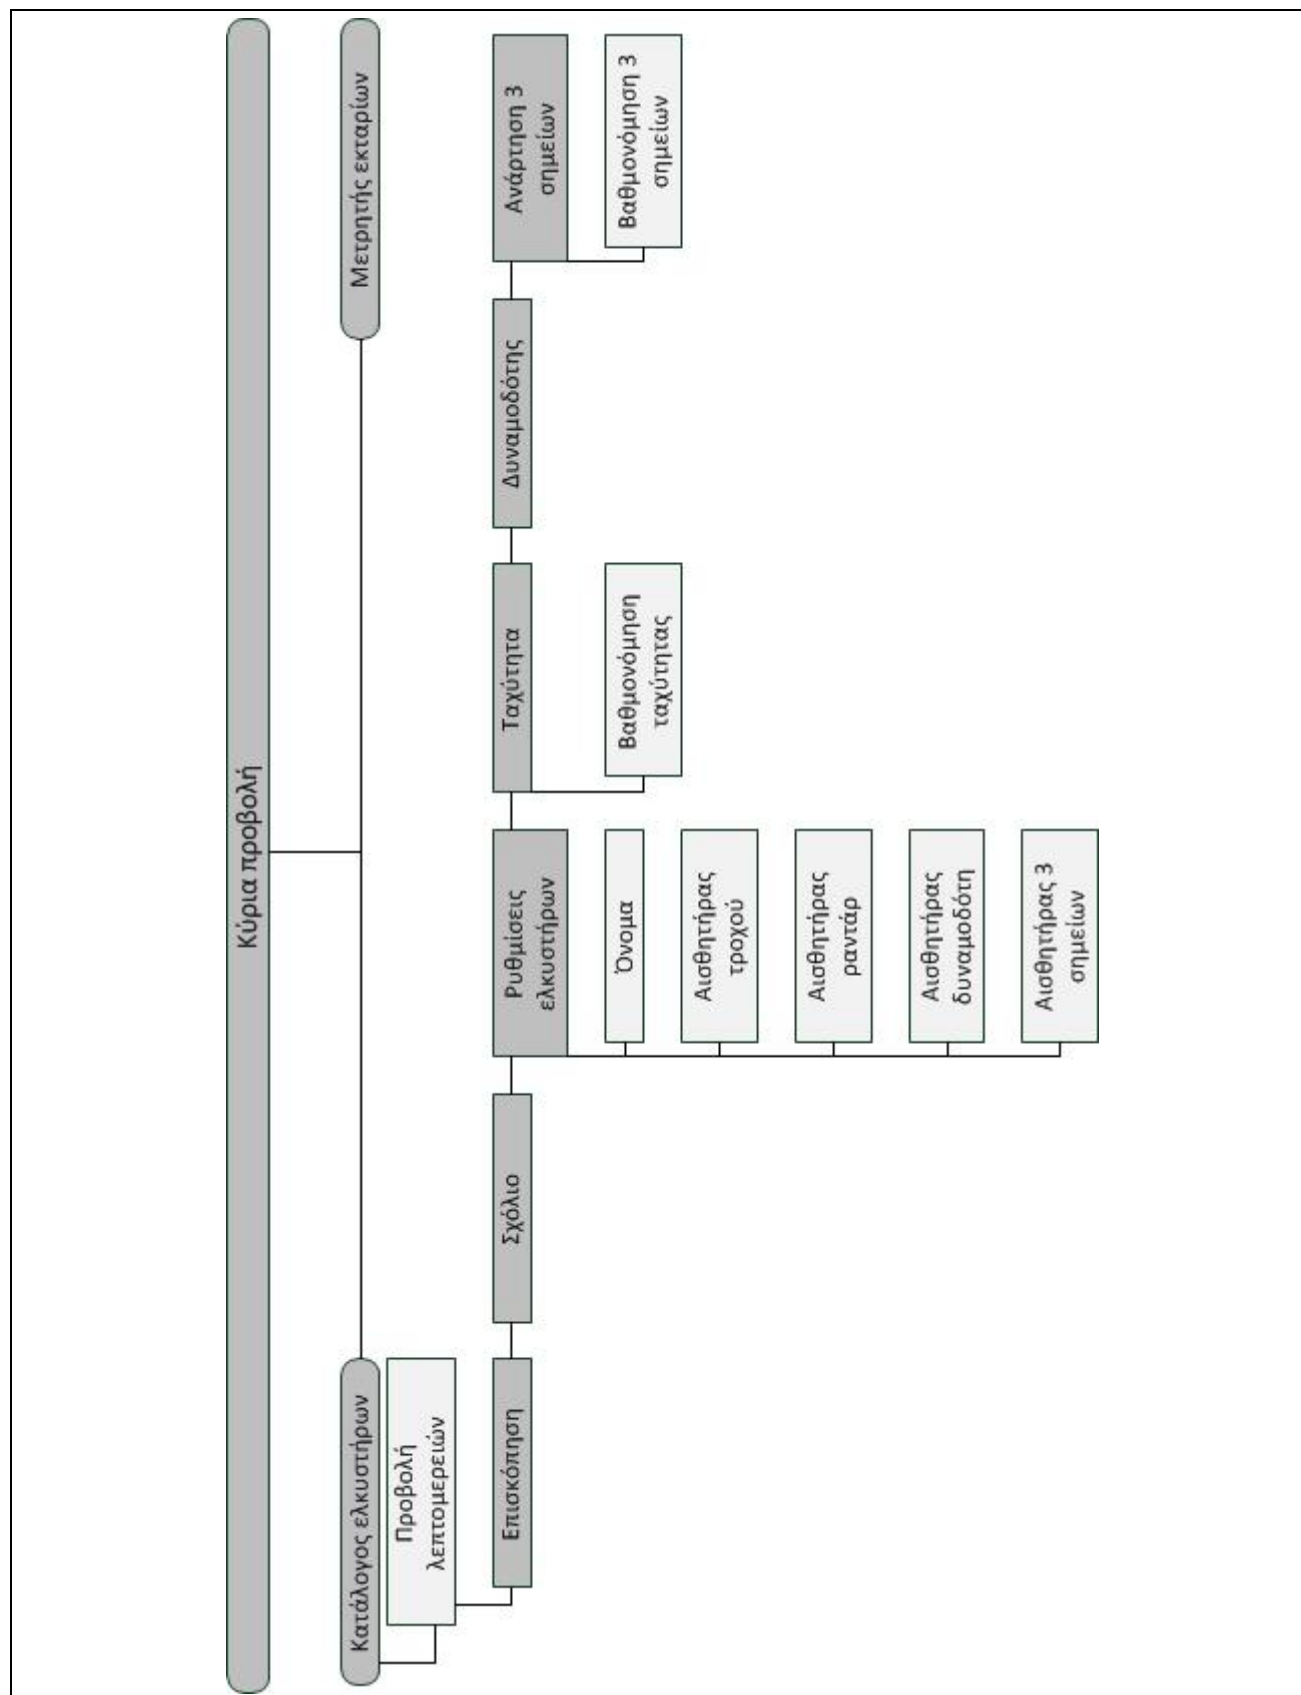 Κύρια προβολή
Κατάλογος ελκυστήρων
Μετρητής εκταρίων
Προβολή
λεπτομερειών
Επισκόπηση
Σχόλιο
Ρυθμίσεις
ελκυστήρων
Ταχύτητα
Δυναμοδότης
Ανάρτηση 3
σημείων
Όνομα
Αισθητήρας
τροχού
Αισθητήρας
ραντάρ
Αισθητήρας
δυναμοδότη
Αισθητήρας 3
σημείων
Βαθμονόμηση
ταχύτητας
Βαθμονόμηση 3
σημείων